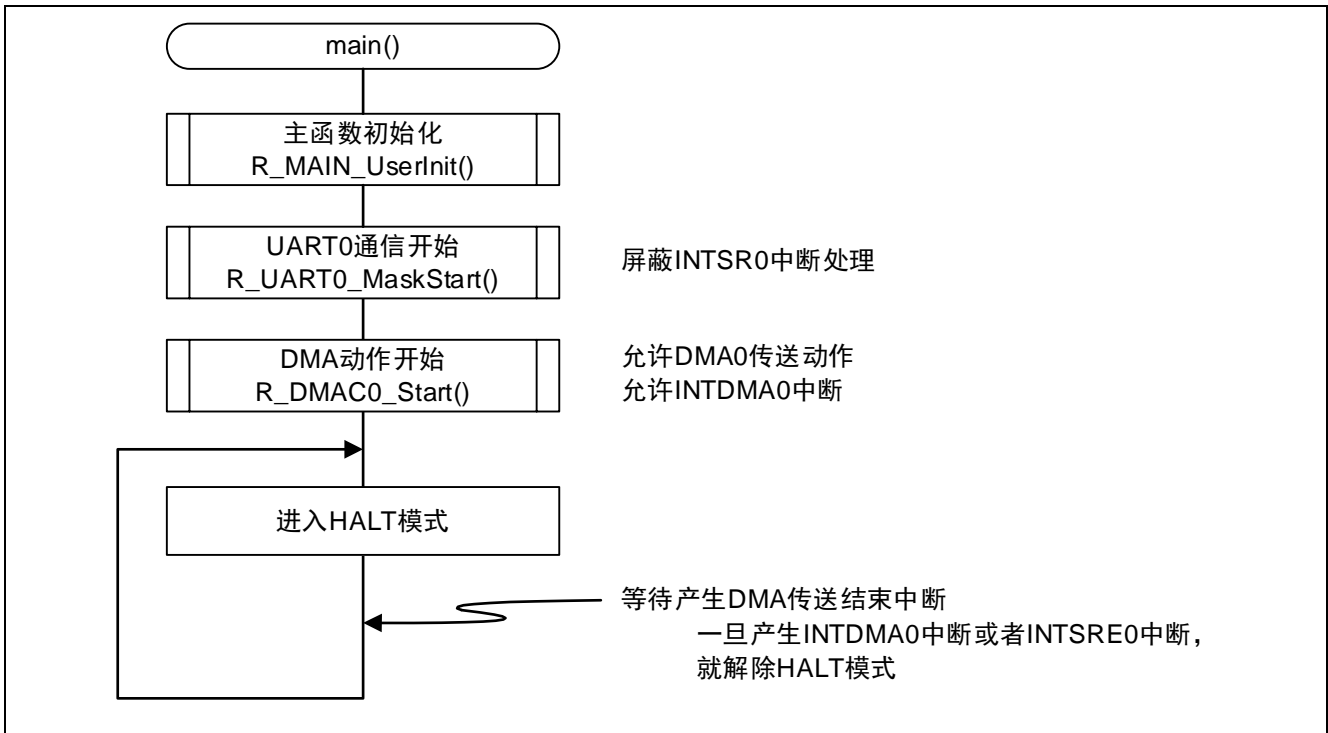 main()
主函数初始化
R_MAIN_UserInit()
UART0通信开始
R_UART0_MaskStart()
屏蔽INTSR0中断处理
DMA动作开始
R_DMAC0_Start()
允许DMA0传送动作
允许INTDMA0中断
进入HALT模式
等待产生DMA传送结束中断
一旦产生INTDMA0中断或者INTSRE0中断，
就解除HALT模式